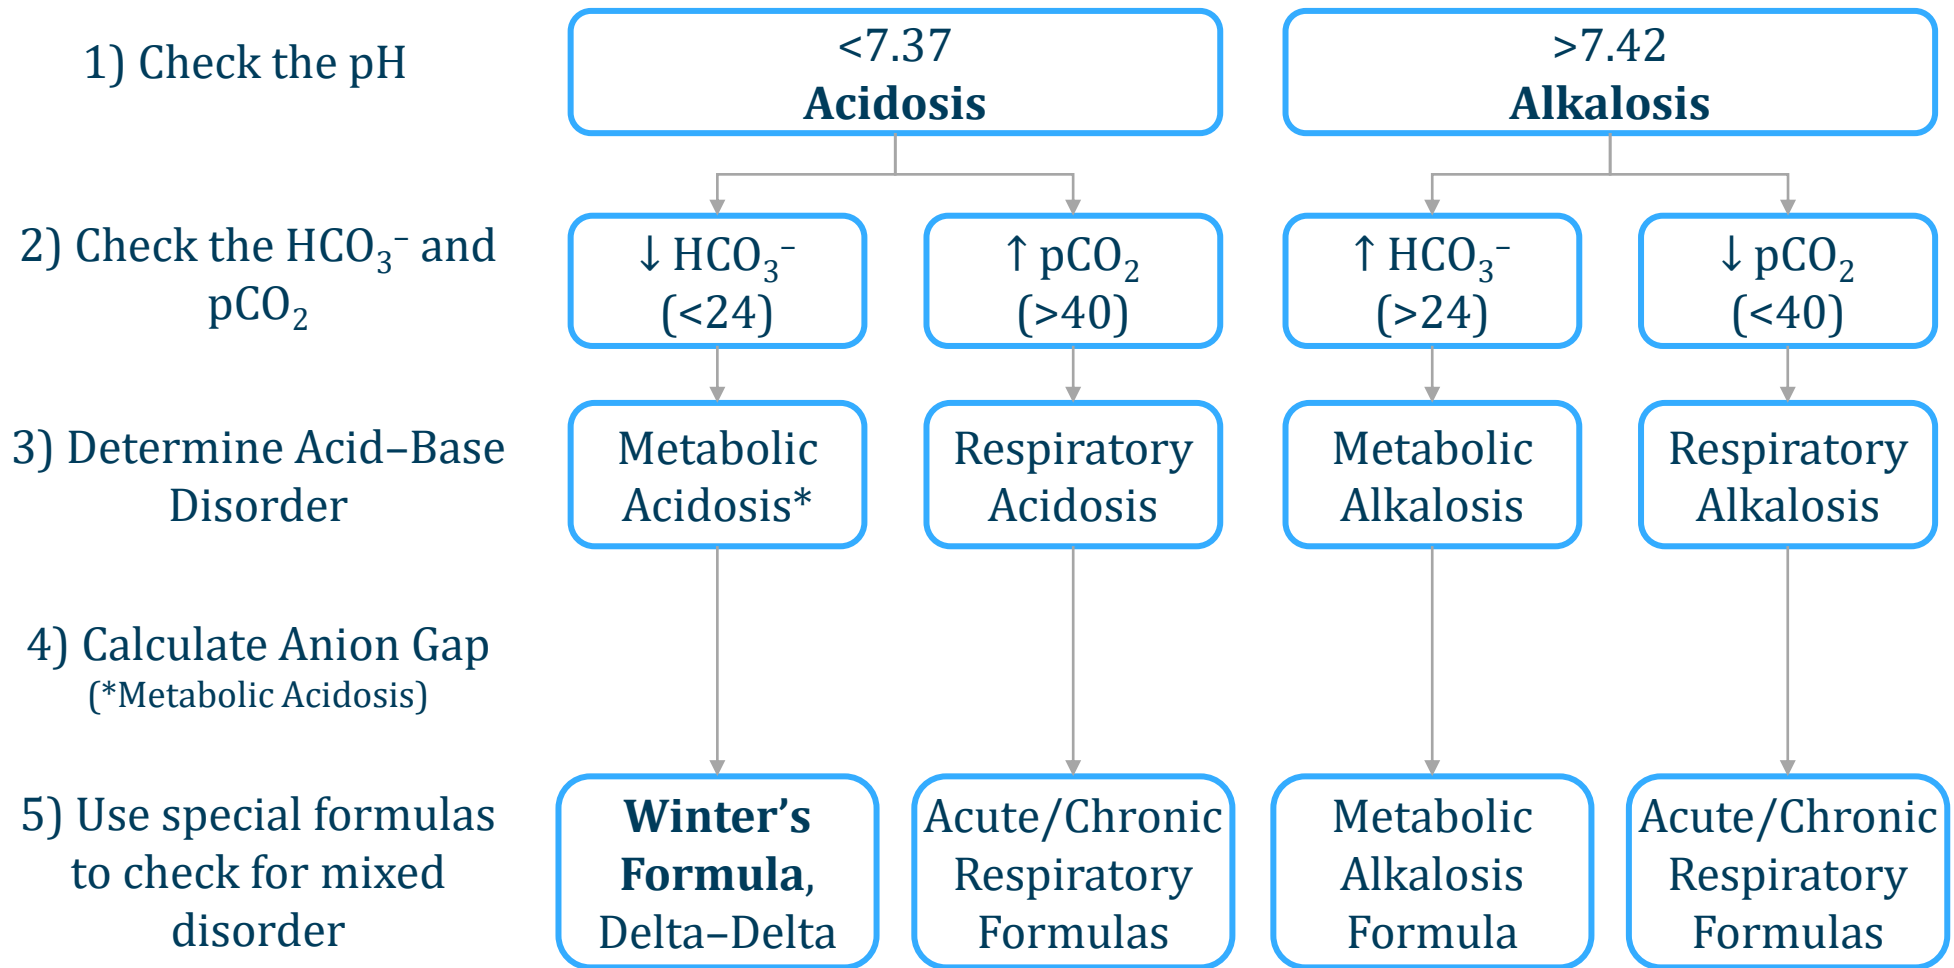 1) Check the pH
<7.37
Acidosis
>7.42
Alkalosis
2) Check the HCO₃⁻ and
pCO₂
↓ HCO₃⁻
(<24)
↑ pCO₂
(>40)
↑ HCO₃⁻
(>24)
↓ pCO₂
(<40)
3) Determine Acid–Base
Disorder
Metabolic
Acidosis*
Respiratory
Acidosis
Metabolic
Alkalosis
Respiratory
Alkalosis
4) Calculate Anion Gap
(*Metabolic Acidosis)
5) Use special formulas
to check for mixed
disorder
Winter’s
Formula,
Delta–Delta
Acute/Chronic
Respiratory
Formulas
Metabolic
Alkalosis
Formula
Acute/Chronic
Respiratory
Formulas